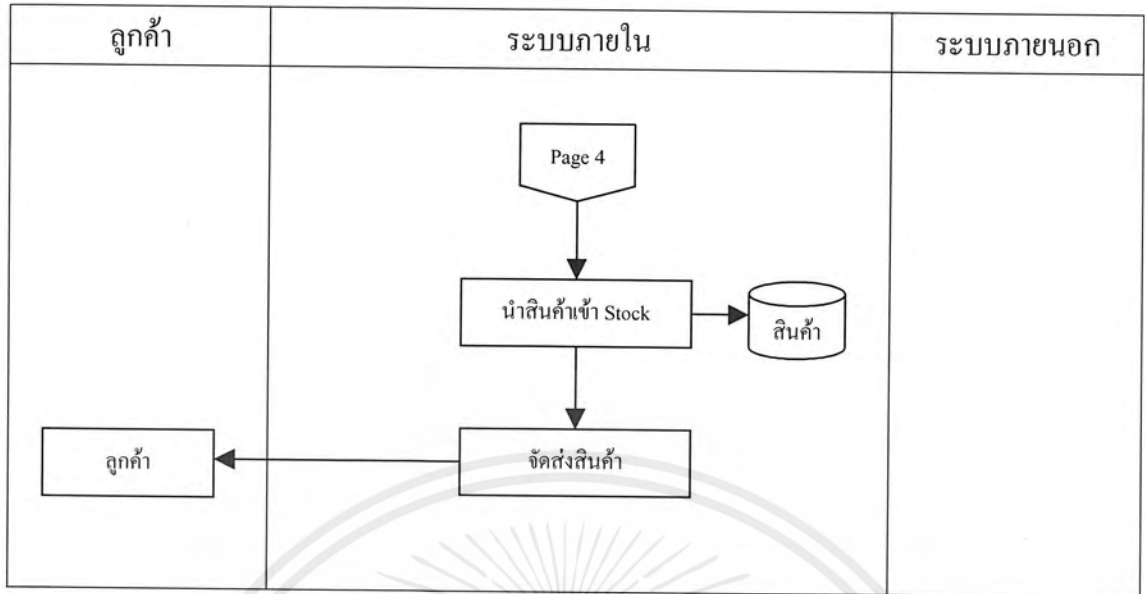 ลูกค้า
ระบบภายใน
ระบบภายนอก
Page 4
นำสินค้าเข้า Stock
สินค้า
ลูกค้า
จัดส่งสินค้า